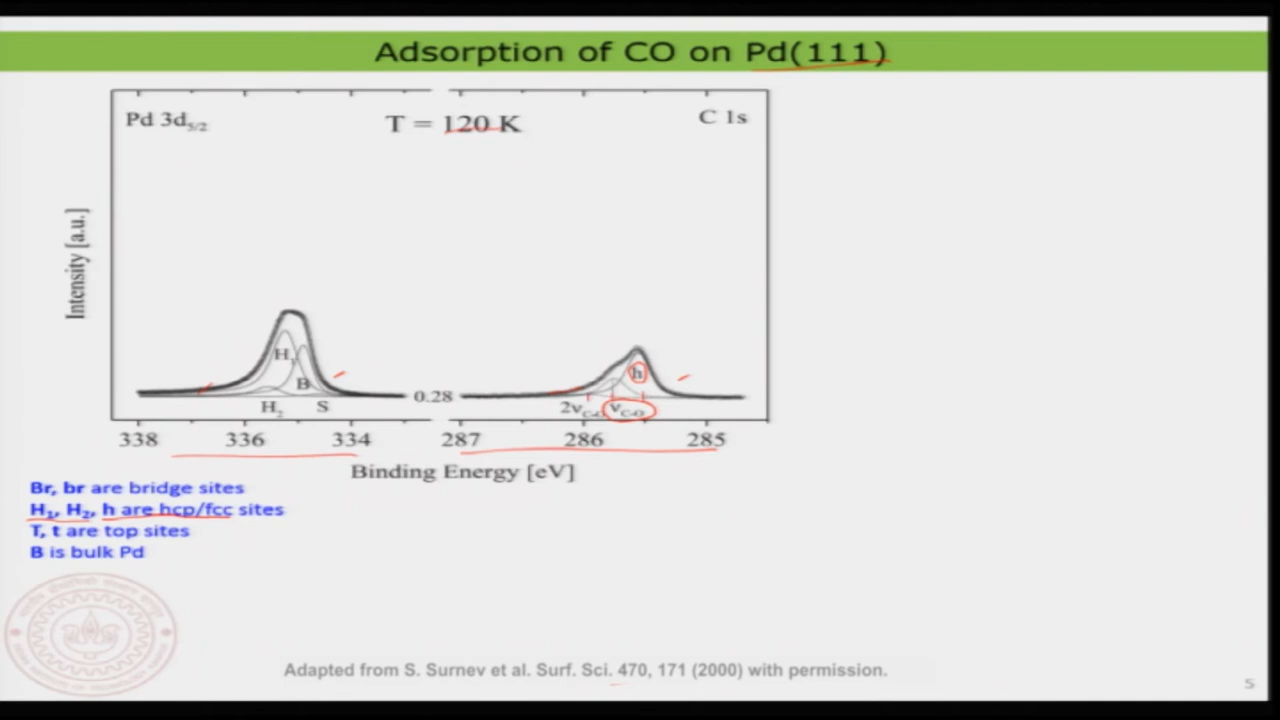 Adsorption of CO on Pd(111)
Pd 3d5/2
T = 120 K
C 1s
Intensity [a.u.]
H1
B
h
0.28
H2
S
2νC-O
νC-O
338 336 334 287 286 285
Binding Energy [eV]
Br, br are bridge sites
H1, H2, h are hcp/fcc sites
T, t are top sites
B is bulk Pd
Adapted from S. Surnev et al. Surf. Sci. 470, 171 (2000) with permission.
5